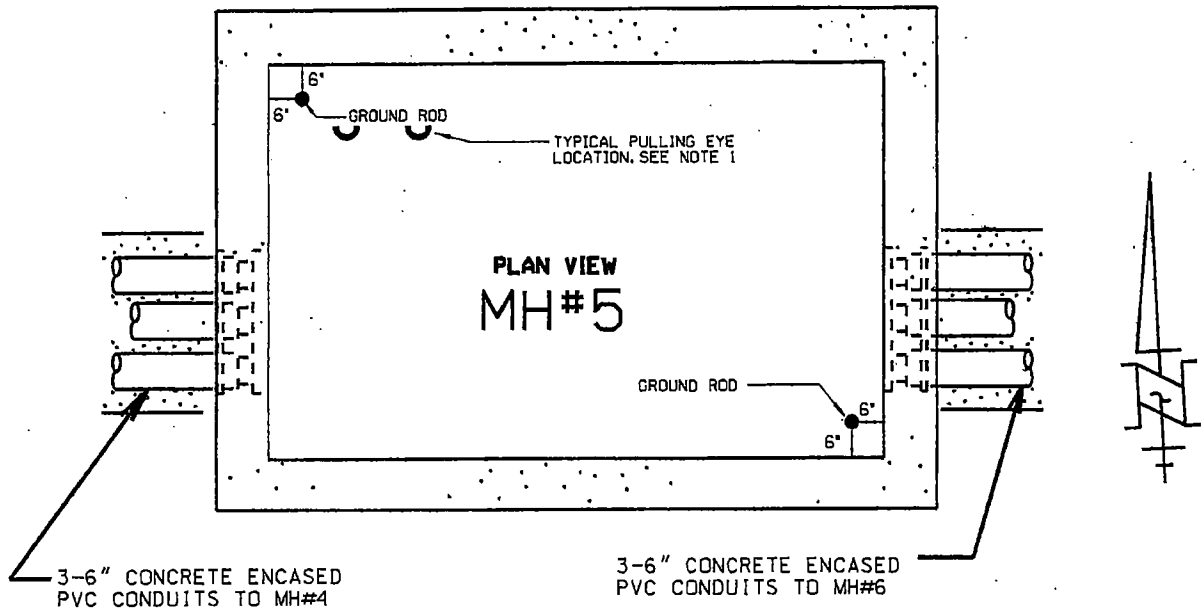 6"
6"
GROUND ROD
TYPICAL PULLING EYE
LOCATION, SEE NOTE 1
PLAN VIEW
MH#5
GROUND ROD
6"
6"
3-6" CONCRETE ENCASED
PVC CONDUITS TO MH#4
3-6" CONCRETE ENCASED
PVC CONDUITS TO MH#6